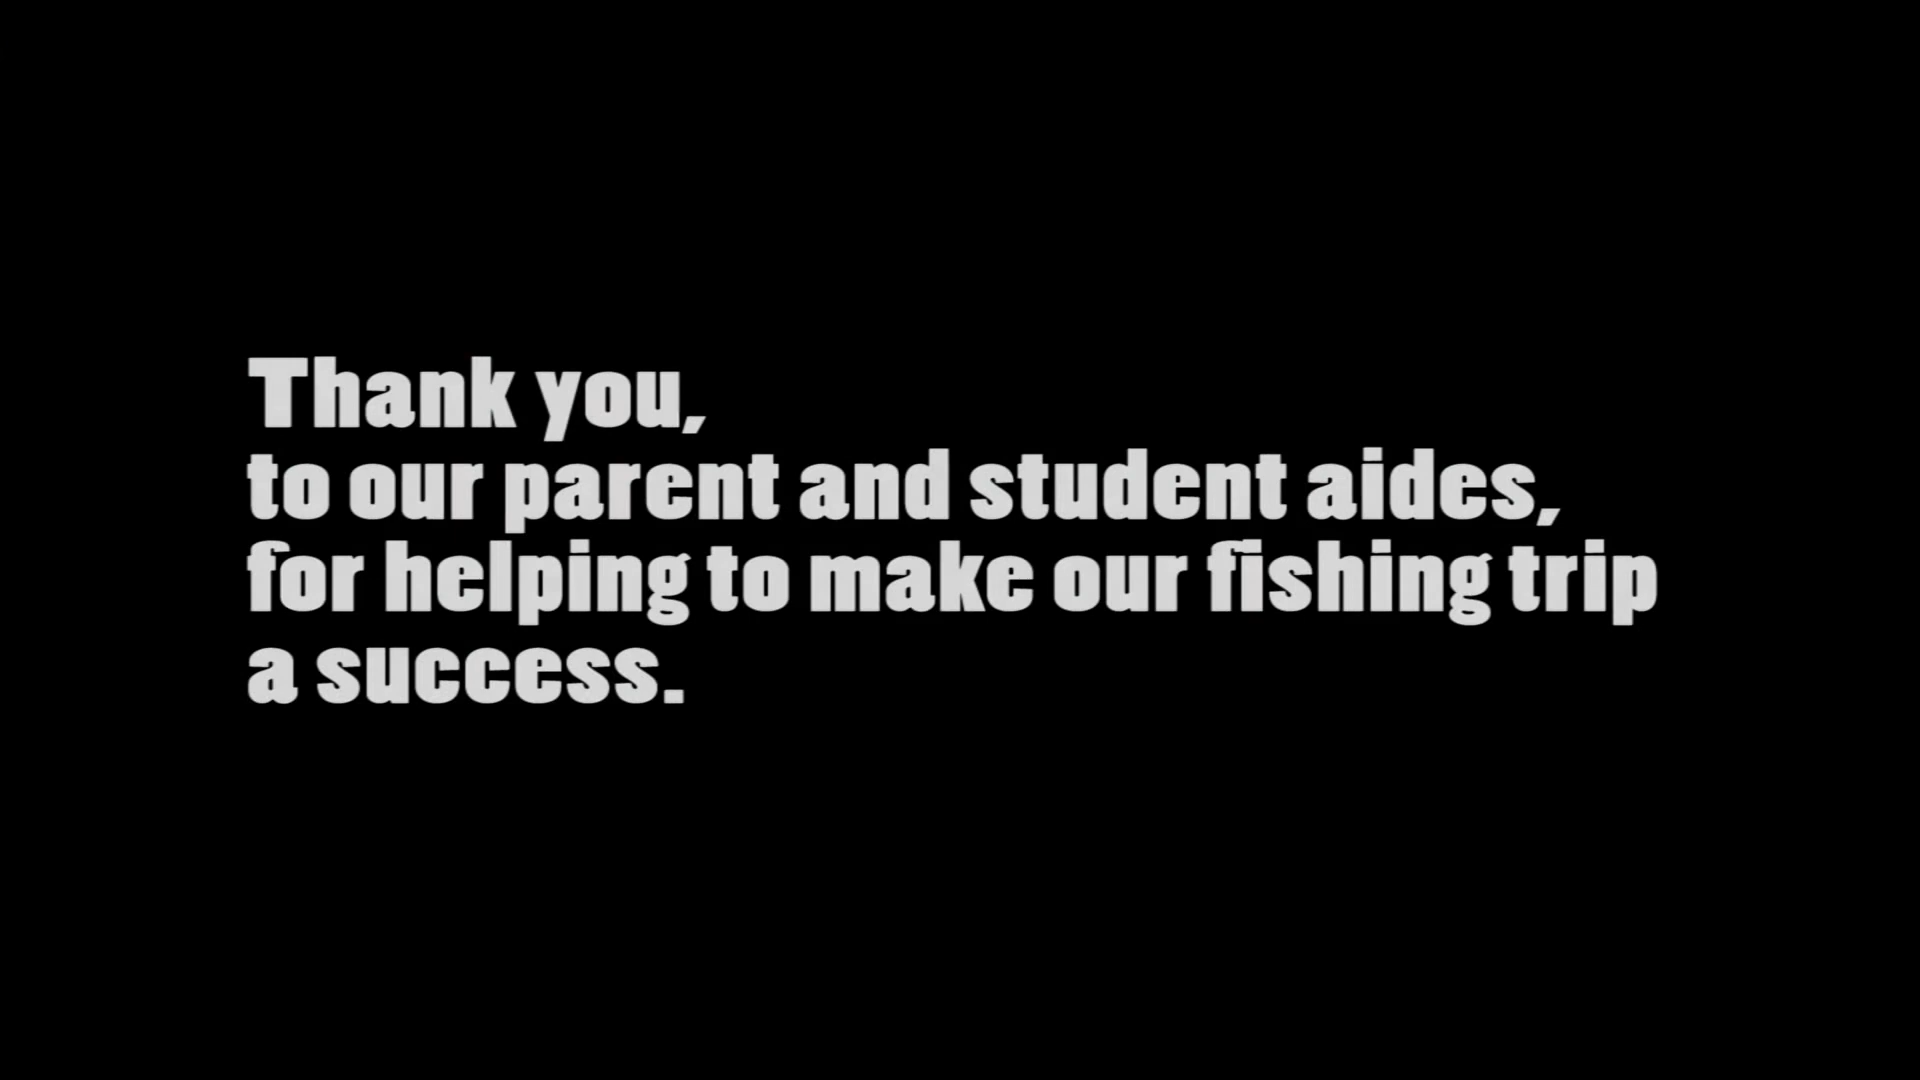 Thank you,
to our parent and student aides,
for helping to make our fishing trip
a success.